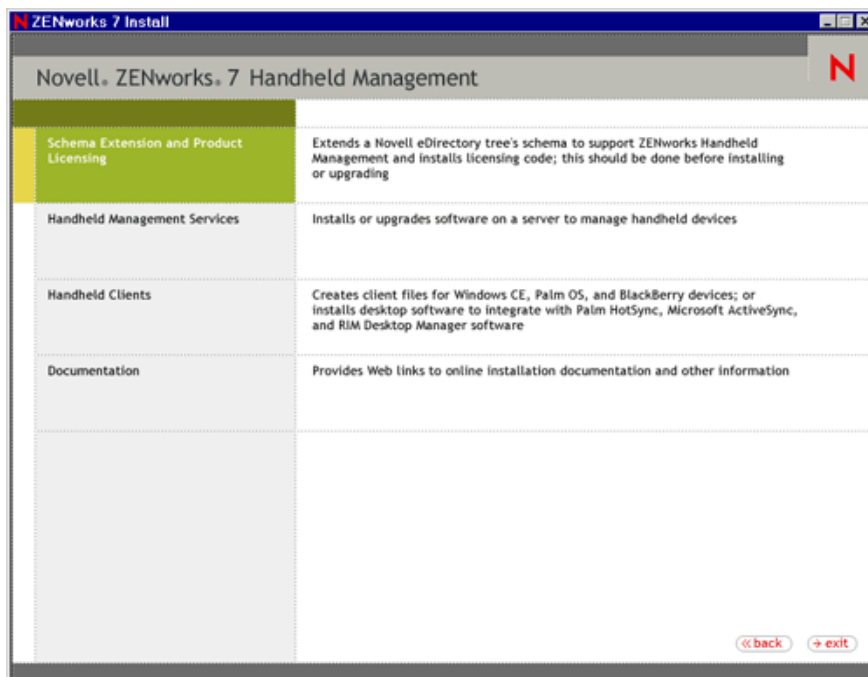 N ZENworks 7 Install
Novell® ZENworks® 7 Handheld Management
N
Schema Extension and Product
Licensing
Extends a Novell eDirectory tree's schema to support ZENworks Handheld
Management and installs licensing code; this should be done before installing
or upgrading
Handheld Management Services
Installs or upgrades software on a server to manage handheld devices
Handheld Clients
Creates client files for Windows CE, Palm OS, and BlackBerry devices; or
installs desktop software to integrate with Palm HotSync, Microsoft ActiveSync,
and RIM Desktop Manager software
Documentation
Provides Web links to online installation documentation and other information
back
exit